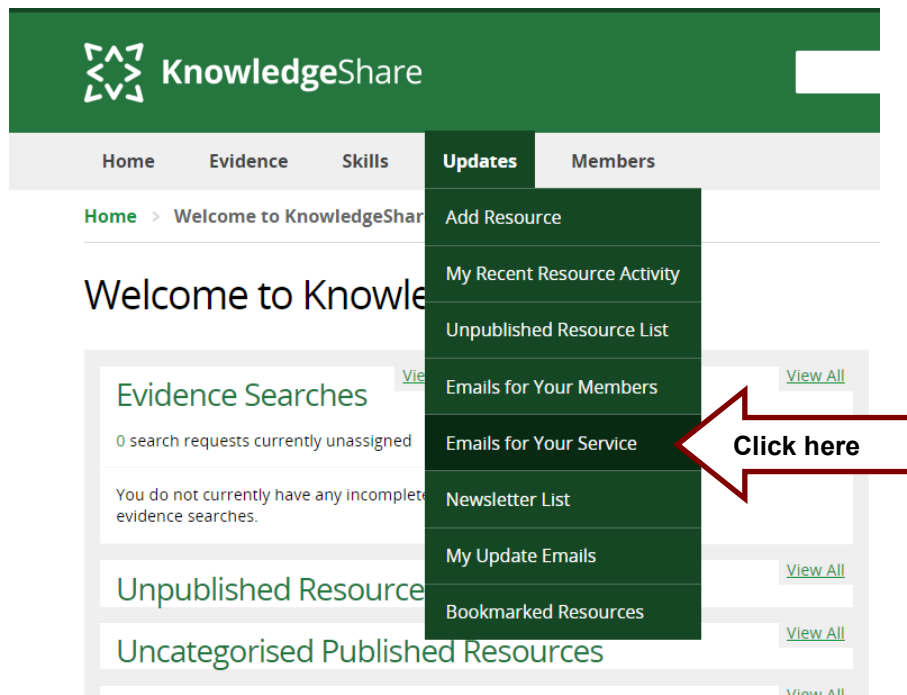 KnowledgeShare
Home Evidence Skills Updates Members
Home > Welcome to KnowledgeShar
Add Resource
My Recent Resource Activity
Unpublished Resource List
Emails for Your Members
Emails for Your Service
Newsletter List
My Update Emails
Bookmarked Resources
Click here
Welcome to Knowle
Evidence Searches
Vie
View All
0 search requests currently unassigned
You do not currently have any incomplete
evidence searches.
Unpublished Resource
View All
Uncategorised Published Resources
View All
View All